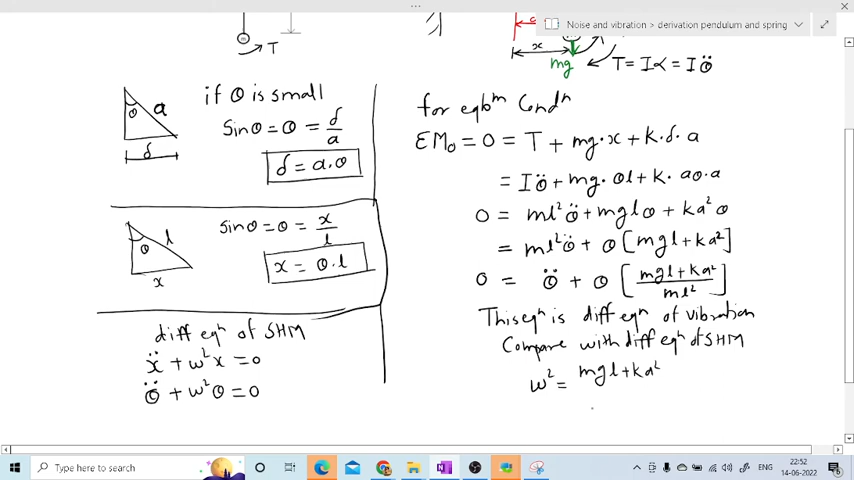 Noise and vibration > derivation pendulum and spring
m
T
x
mg
T = Iα = Iθ̈
θ
a
δ
if θ is small
Sinθ = θ = δ/a
δ = a·θ
θ
l
x
Sinθ = θ = x/l
x = θ·l
diff eqn of SHM
ẍ + ω²x = 0
θ̈ + ω²θ = 0
for eqbm Condn
ΣM₀ = 0 = T + mg·x + K·δ·a
= Iθ̈ + mg·θl + K·aθ·a
0 = ml²θ̈ + mglθ + ka²θ
= ml²θ̈ + θ[mgl + ka²]
0 = θ̈ + θ[(mgl + ka²)/ml²]
This eqn is diff eqn of vibration
Compare with diff eqn of SHM
ω² = mgl + ka²
Type here to search
ENG
22:52
14-06-2022